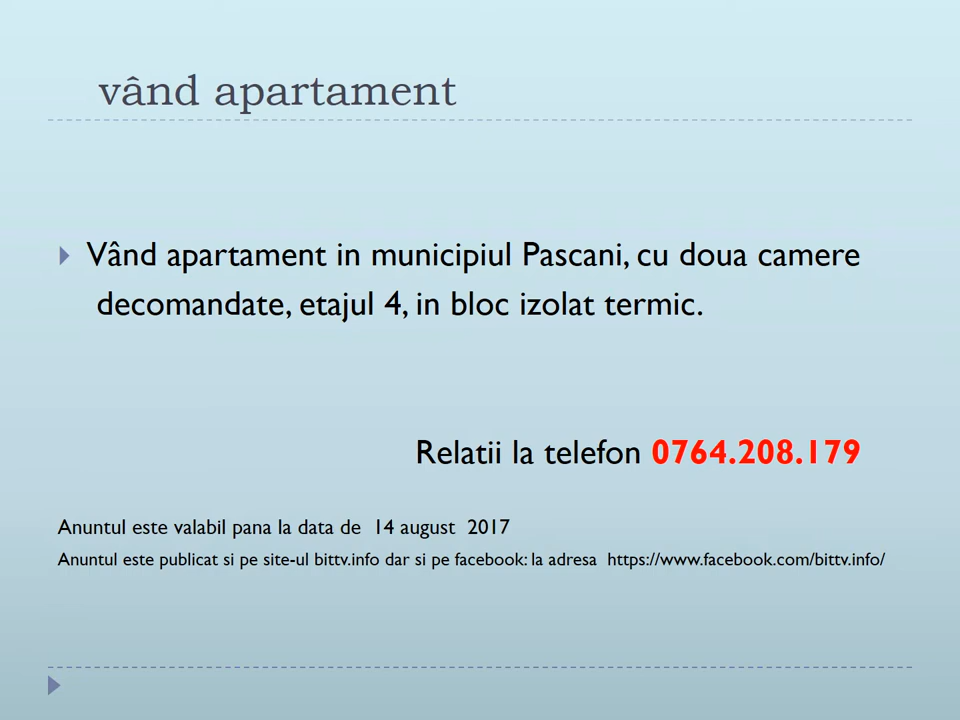 vând apartament
Vând apartament in municipiul Pascani, cu doua camere
decomandate, etajul 4, in bloc izolat termic.
Relatii la telefon 0764.208.179
Anuntul este valabil pana la data de 14 august 2017
Anuntul este publicat si pe site-ul bittv.info dar si pe facebook: la adresa https://www.facebook.com/bittv.info/